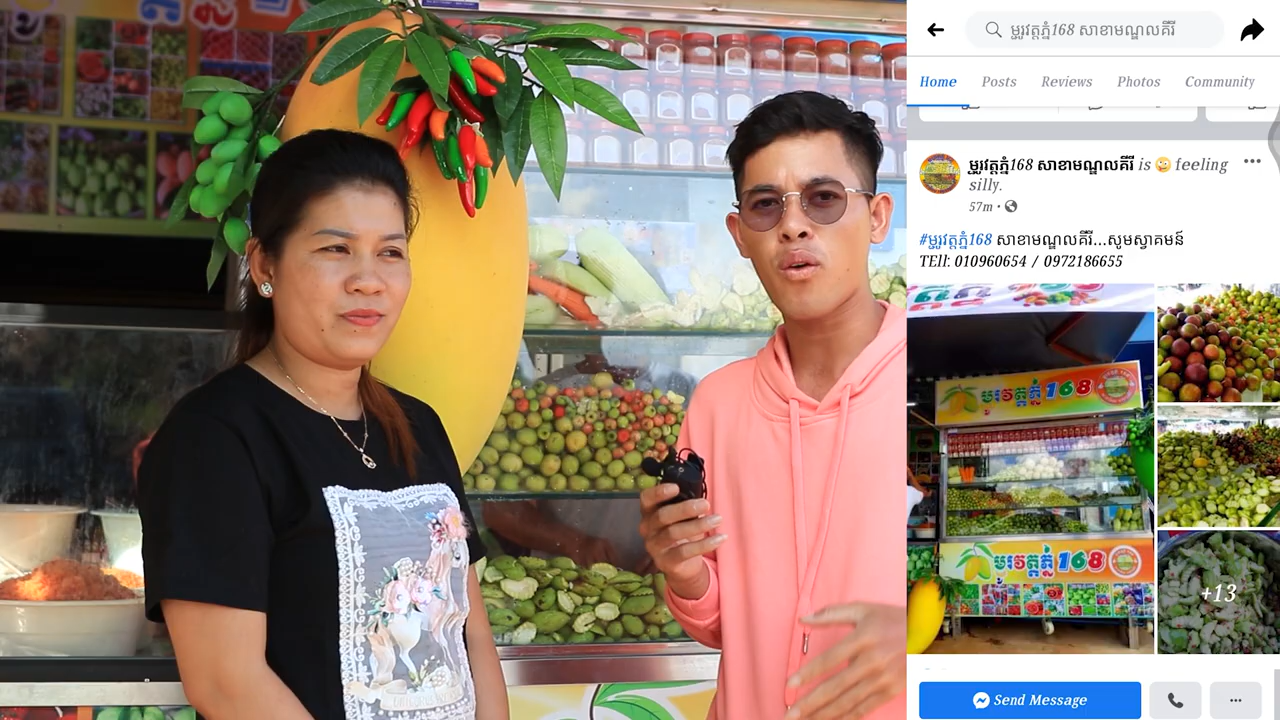 ម្ជូរវត្តភ្នំ168 សាខាមណ្ឌលគិរី
Home Posts Reviews Photos Community
ម្ជូរវត្តភ្នំ168 សាខាមណ្ឌលគីរី is feeling
silly.
57m
#ម្ជូរវត្តភ្នំ168 សាខាមណ្ឌលគីរី...សូមស្វាគមន៍
TEll: 010960654 / 0972186655
ម្ជូរវត្តភ្នំ168
ម្ជូរវត្តភ្នំ168
+13
Send Message